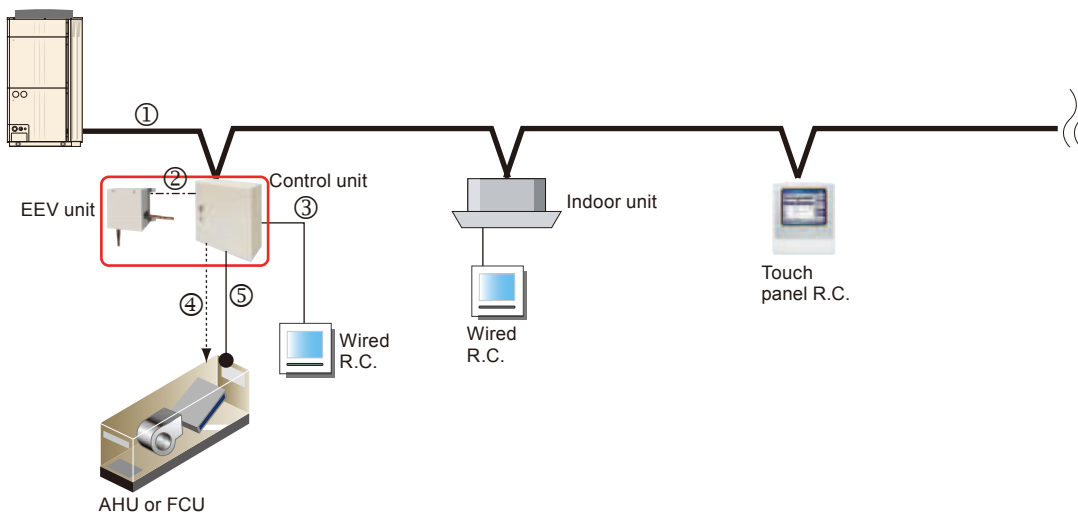 ①
②
Control unit
EEV unit
③
Indoor unit
④
⑤
Touch
panel R.C.
Wired
R.C.
Wired
R.C.
AHU or FCU